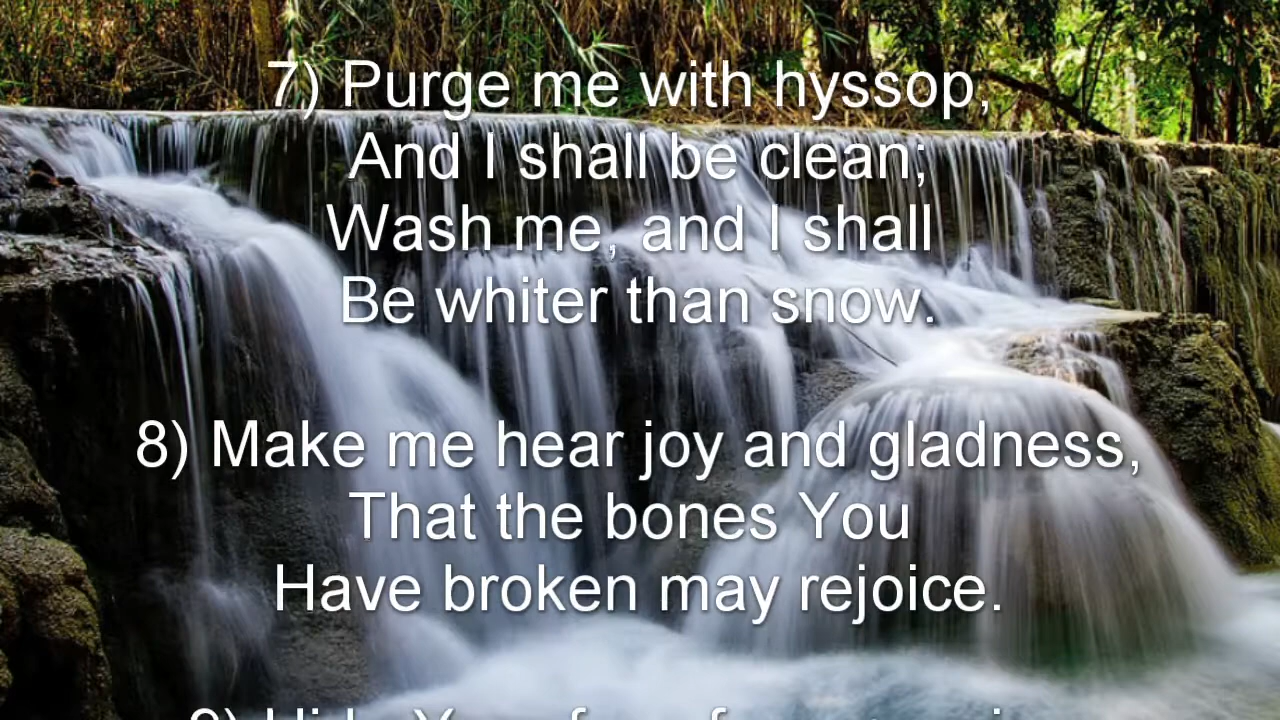 7) Purge me with hyssop,
And I shall be clean;
Wash me, and I shall
Be whiter than snow.
8) Make me hear joy and gladness,
That the bones You
Have broken may rejoice.